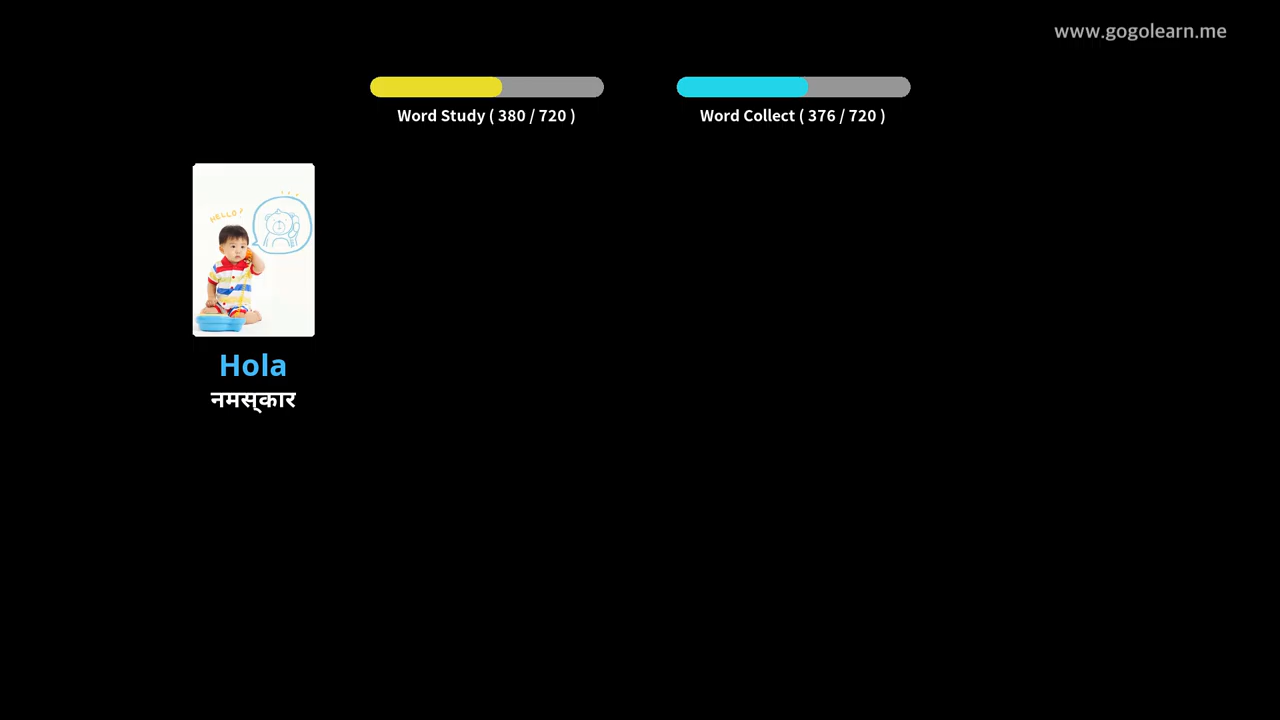 www.gogolearn.me
Word Study ( 380 / 720 )
Word Collect ( 376 / 720 )
HELLO?
Hola
नमस्कार